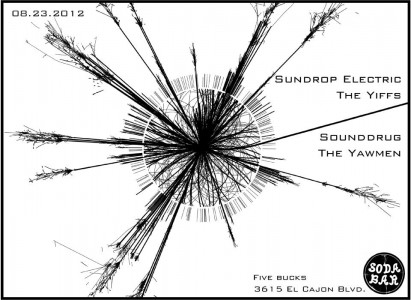 08.23.2012
Sundrop Electric
The Yiffs
Sounddrug
The Yawmen
Five bucks
3615 El Cajon Blvd.
SODA
BAR